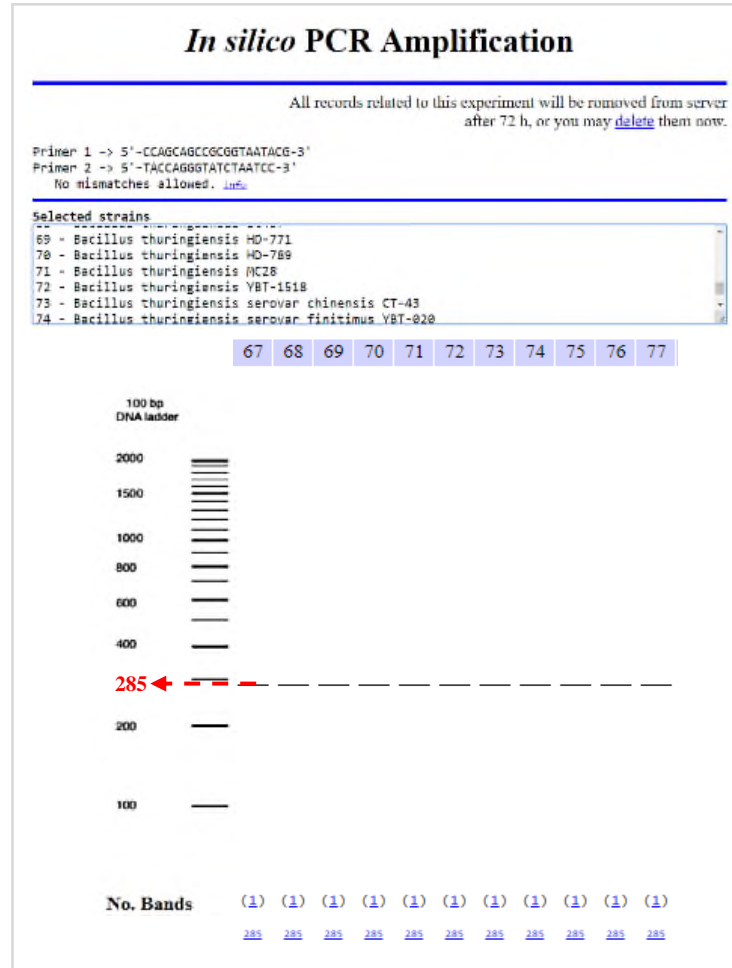 In silico PCR Amplification
All records related to this experiment will be removed from server
after 72 h, or you may delete them now.
Primer 1 -> 5'-CCAGCAGCCGCGGTAATACG-3'
Primer 2 -> 5'-TACCAGGGTATCTAATCC-3'
No mismatches allowed. info
Selected strains
69 - Bacillus thuringiensis HD-771
70 - Bacillus thuringiensis HD-789
71 - Bacillus thuringiensis MC28
72 - Bacillus thuringiensis YBT-1518
73 - Bacillus thuringiensis serovar chinensis CT-43
74 - Bacillus thuringiensis serovar finitimus YBT-020
67 68 69 70 71 72 73 74 75 76 77
100 bp
DNA ladder
2000
1500
1000
800
600
400
285
200
100
No. Bands (1) (1) (1) (1) (1) (1) (1) (1) (1) (1) (1)
285 285 285 285 285 285 285 285 285 285 285